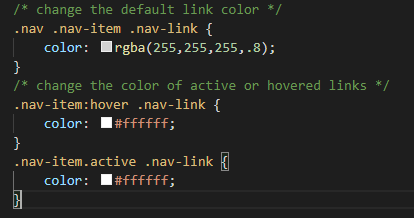 /* change the default link color */
.nav .nav-item .nav-link {
    color: rgba(255,255,255,.8);
}
/* change the color of active or hovered links */
.nav-item:hover .nav-link {
    color: #ffffff;
}
.nav-item.active .nav-link {
    color: #ffffff;
}